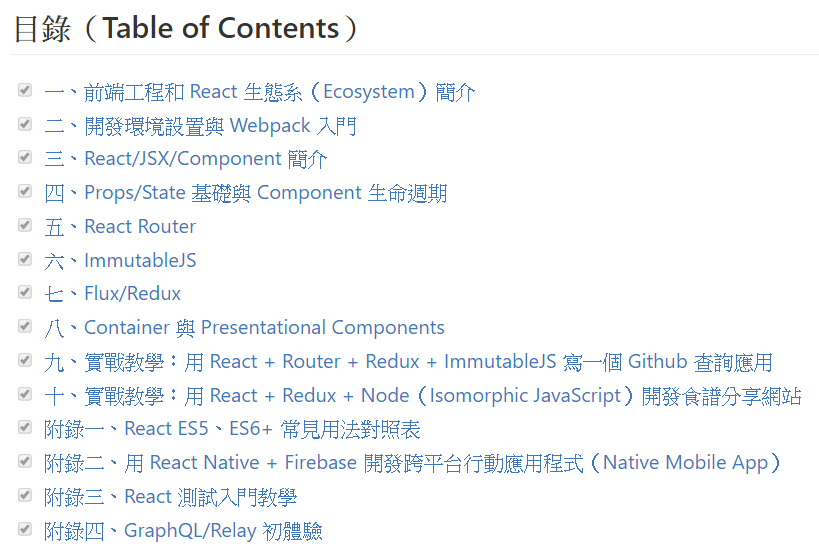 目錄（Table of Contents）
一、前端工程和 React 生態系（Ecosystem）簡介
二、開發環境設置與 Webpack 入門
三、React/JSX/Component 簡介
四、Props/State 基礎與 Component 生命週期
五、React Router
六、ImmutableJS
七、Flux/Redux
八、Container 與 Presentational Components
九、實戰教學：用 React + Router + Redux + ImmutableJS 寫一個 Github 查詢應用
十、實戰教學：用 React + Redux + Node（Isomorphic JavaScript）開發食譜分享網站
附錄一、React ES5、ES6+ 常見用法對照表
附錄二、用 React Native + Firebase 開發跨平台行動應用程式（Native Mobile App）
附錄三、React 測試入門教學
附錄四、GraphQL/Relay 初體驗